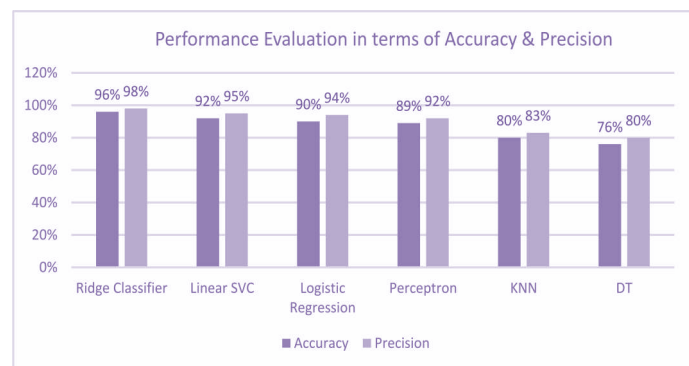 Performance Evaluation in terms of Accuracy & Precision
120%
100%
80%
60%
40%
20%
0%
96% 98%
92% 95%
90% 94%
89% 92%
80% 83%
76% 80%
Ridge Classifier
Linear SVC
Logistic
Regression
Perceptron
KNN
DT
Accuracy Precision